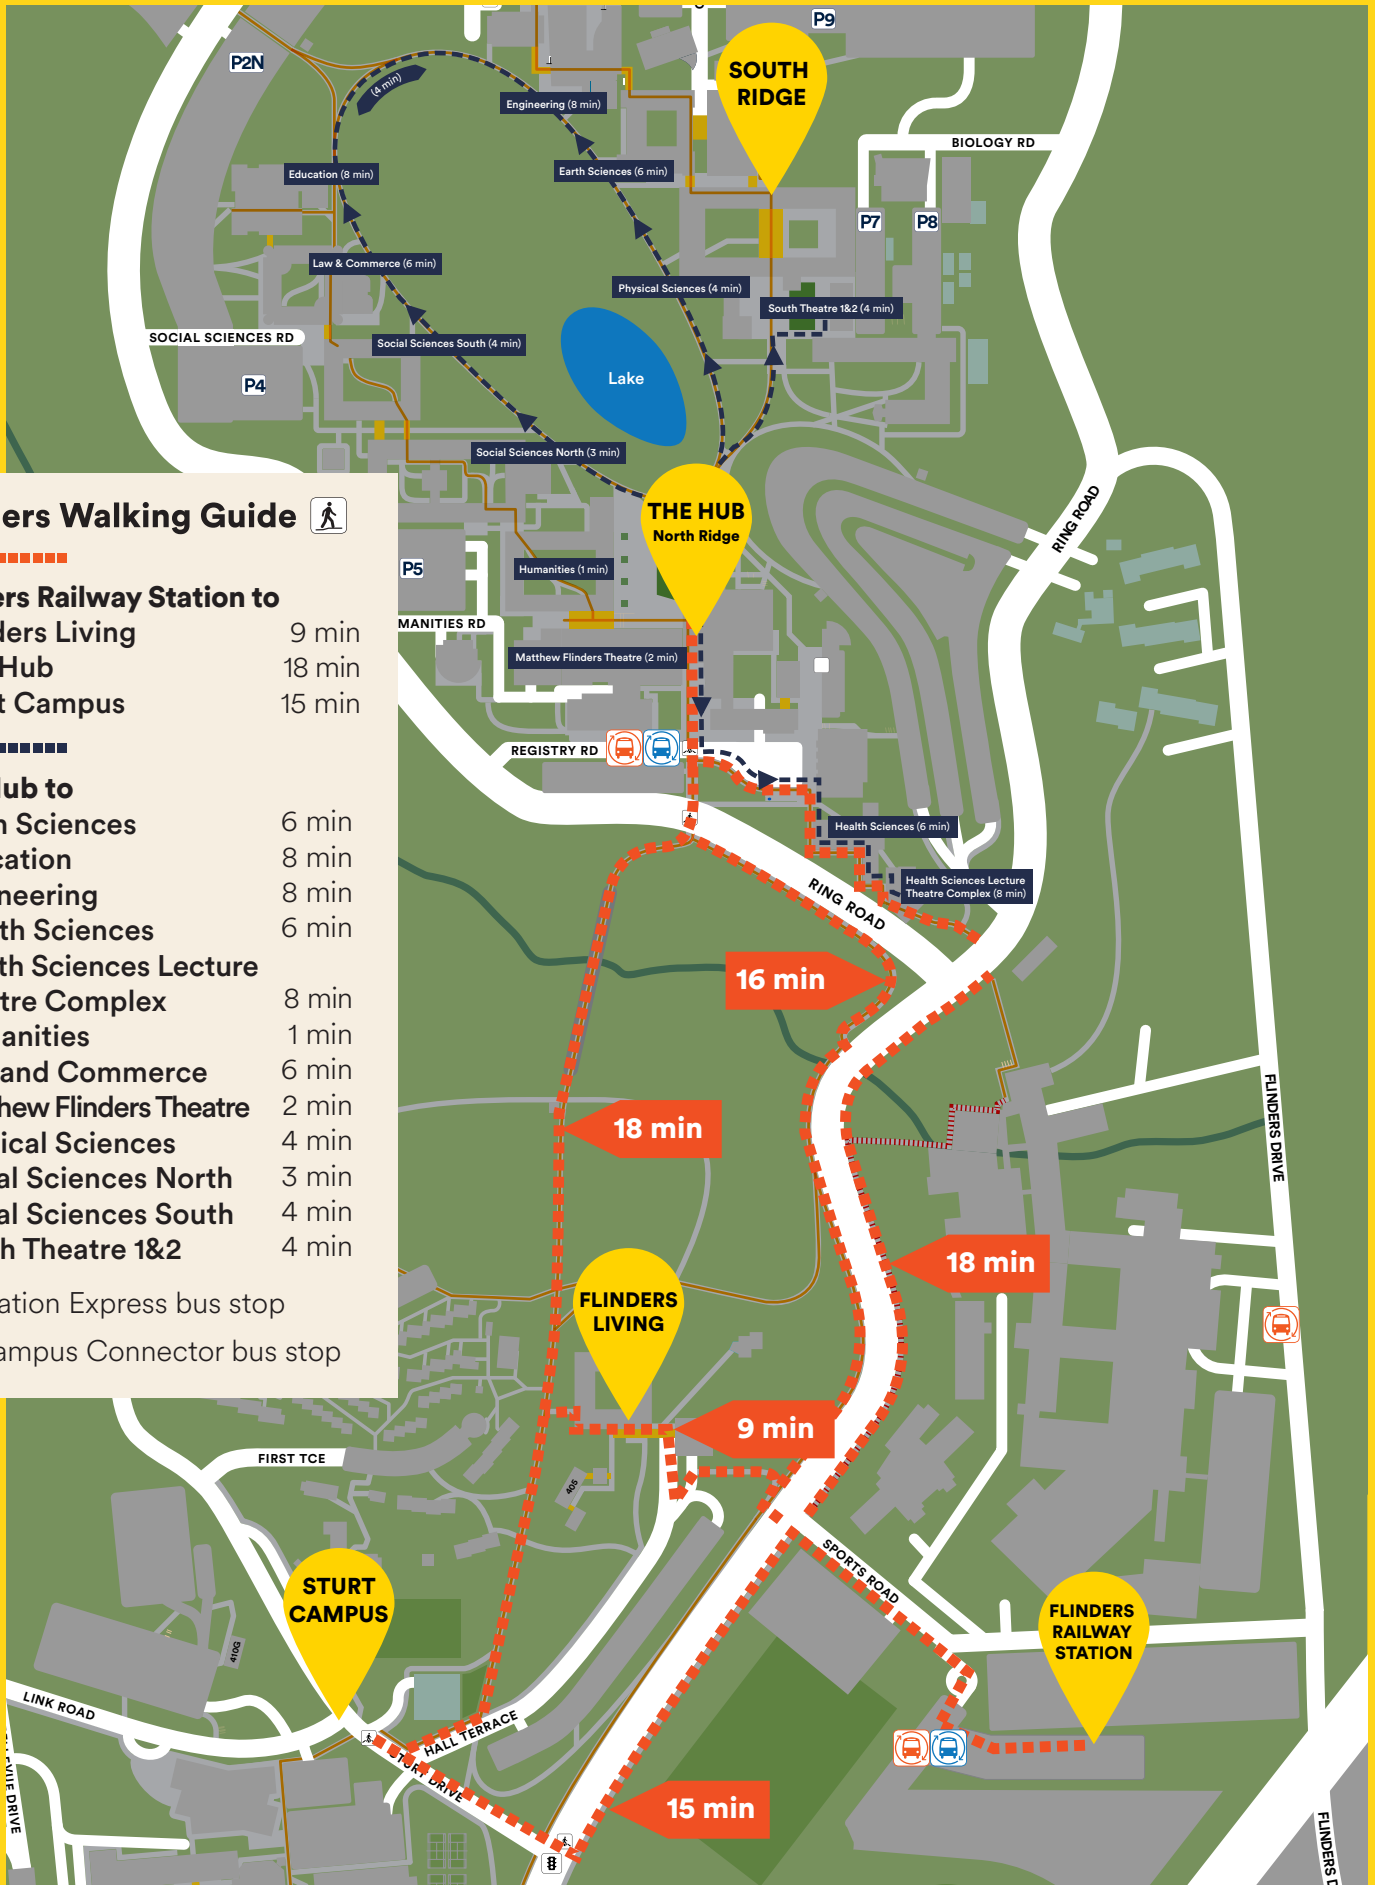 P9
P2N
(4 min)
SOUTH
RIDGE
Engineering (8 min)
BIOLOGY RD
Education (8 min)
Earth Sciences (6 min)
P7
P8
Law & Commerce (6 min)
Physical Sciences (4 min)
South Theatre 1&2 (4 min)
SOCIAL SCIENCES RD
Social Sciences South (4 min)
Lake
P4
Social Sciences North (3 min)
THE HUB
North Ridge
RING ROAD
P5
Humanities (1 min)
MANITIES RD
Matthew Flinders Theatre (2 min)
REGISTRY RD
Health Sciences (6 min)
Health Sciences Lecture
Theatre Complex (8 min)
RING ROAD
16 min
18 min
FLINDERS DRIVE
18 min
FLINDERS
LIVING
9 min
FIRST TCE
405
SPORTS ROAD
STURT
CAMPUS
FLINDERS
RAILWAY
STATION
410G
LINK ROAD
HALL TERRACE
STURT DRIVE
15 min
LEVUE DRIVE
FLINDERS D
ers Walking Guide
ers Railway Station to
ders Living 9 min
Hub 18 min
t Campus 15 min
ub to
h Sciences 6 min
cation 8 min
neering 8 min
th Sciences 6 min
th Sciences Lecture
tre Complex 8 min
anities 1 min
and Commerce 6 min
hew Flinders Theatre 2 min
ical Sciences 4 min
al Sciences North 3 min
al Sciences South 4 min
h Theatre 1&2 4 min
ation Express bus stop
ampus Connector bus stop